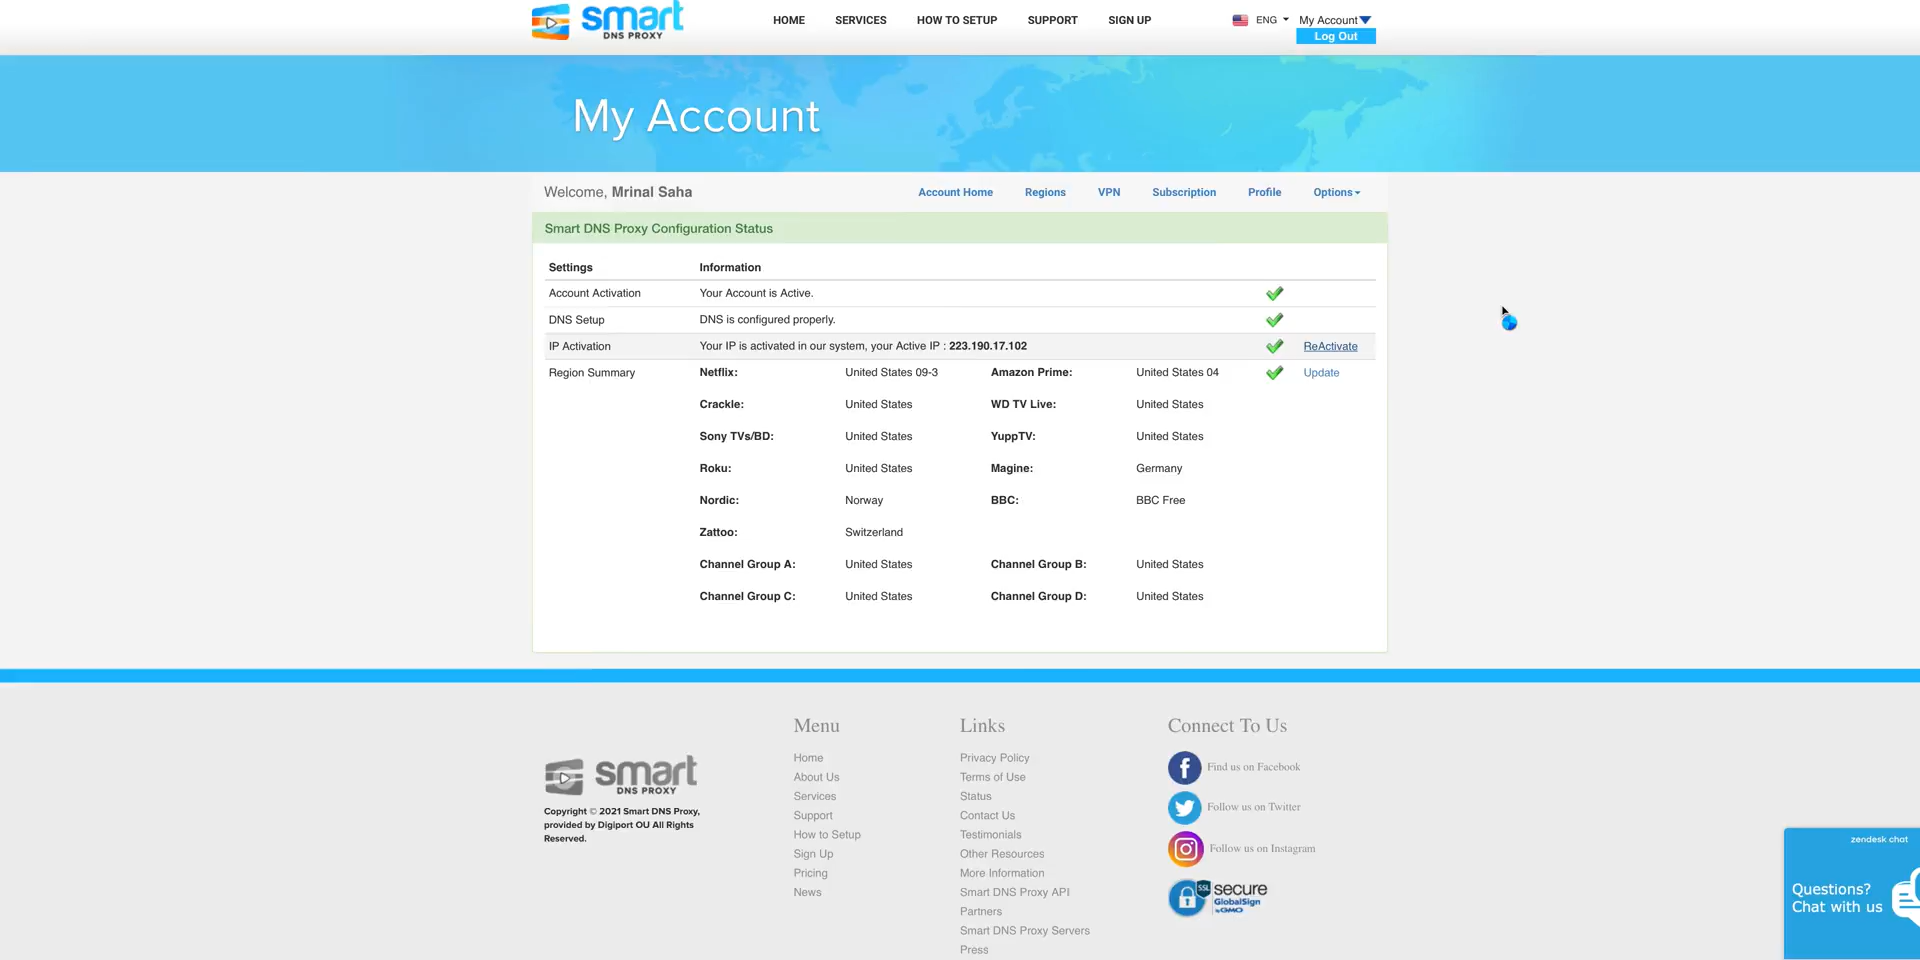 smart
DNS PROXY
HOME
SERVICES
HOW TO SETUP
SUPPORT
SIGN UP
ENG
My Account
Log Out
My Account
Welcome, Mrinal Saha
Account Home
Regions
VPN
Subscription
Profile
Options
Smart DNS Proxy Configuration Status
Settings Information
Account Activation Your Account is Active.
DNS Setup DNS is configured properly.
IP Activation Your IP is activated in our system, your Active IP : 223.190.17.102 ReActivate
Region Summary Netflix: United States 09-3 Amazon Prime: United States 04 Update
Crackle: United States WD TV Live: United States
Sony TVs/BD: United States YuppTV: United States
Roku: United States Magine: Germany
Nordic: Norway BBC: BBC Free
Zattoo: Switzerland
Channel Group A: United States Channel Group B: United States
Channel Group C: United States Channel Group D: United States
smart
DNS PROXY
Copyright © 2021 Smart DNS Proxy,
provided by Digiport OU All Rights
Reserved.
Menu
Home
About Us
Services
Support
How to Setup
Sign Up
Pricing
News
Links
Privacy Policy
Terms of Use
Status
Contact Us
Testimonials
Other Resources
More Information
Smart DNS Proxy API
Partners
Smart DNS Proxy Servers
Press
Connect To Us
Find us on Facebook
Follow us on Twitter
Follow us on Instagram
SSL
secure
GlobalSign
by GMO
zendesk chat
Questions?
Chat with us